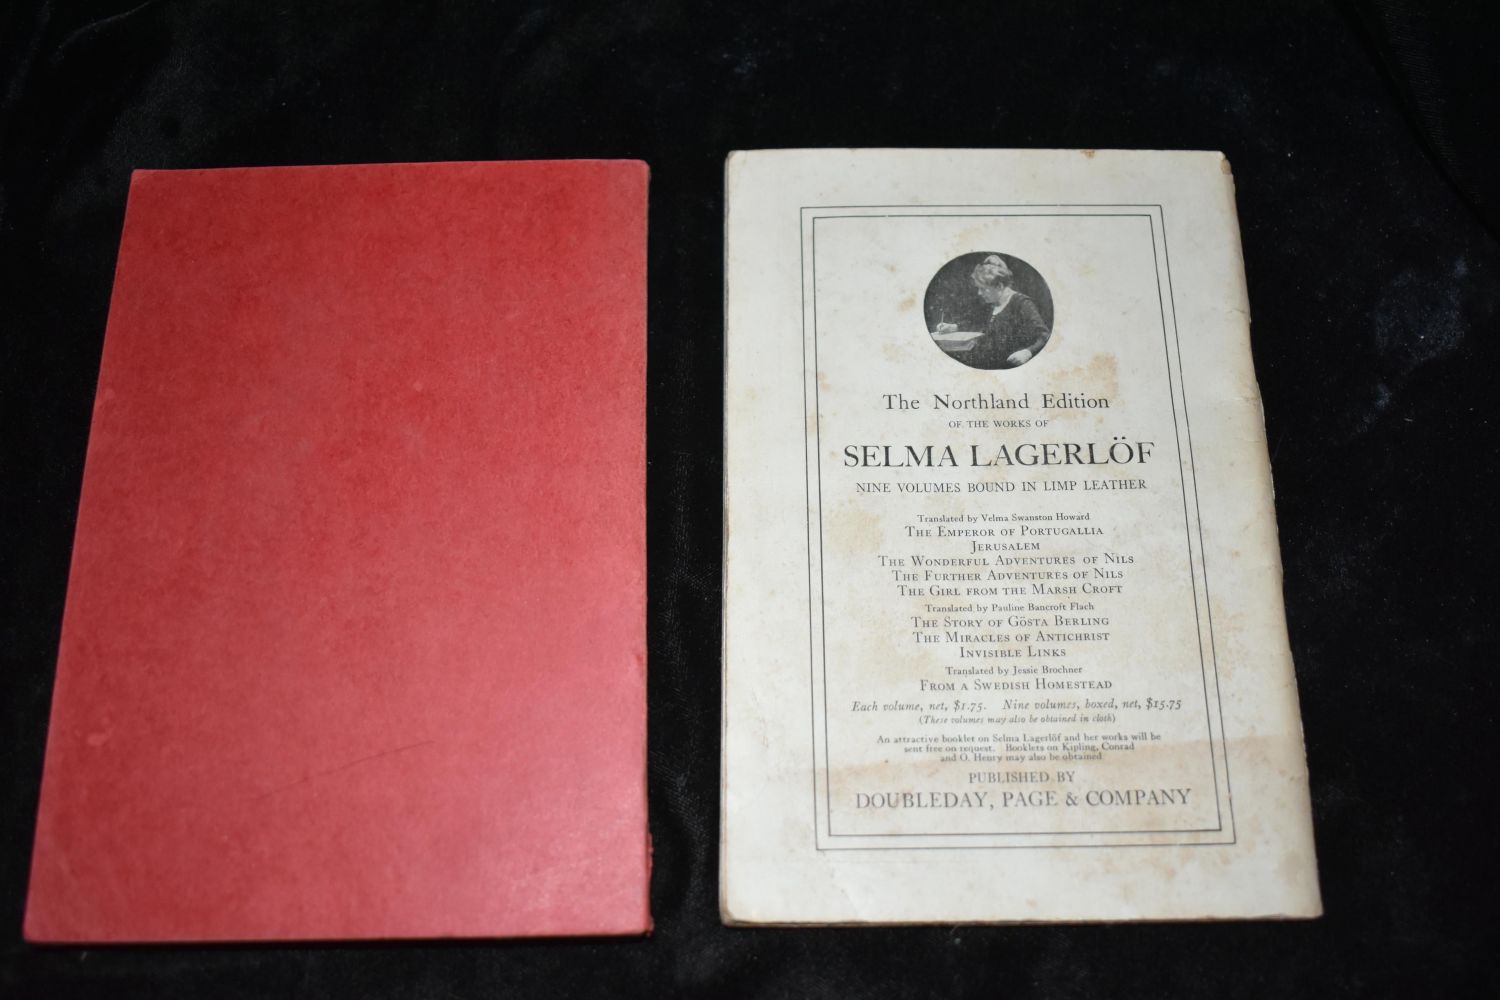 The Northland Edition
OF THE WORKS OF
SELMA LAGERLÖF
NINE VOLUMES BOUND IN LIMP LEATHER
Translated by Velma Swanston Howard
THE EMPEROR OF PORTUGALLIA
JERUSALEM
THE WONDERFUL ADVENTURES OF NILS
THE FURTHER ADVENTURES OF NILS
THE GIRL FROM THE MARSH CROFT
Translated by Pauline Bancroft Flach
THE STORY OF GÖSTA BERLING
THE MIRACLES OF ANTICHRIST
INVISIBLE LINKS
Translated by Jessie Brochner
FROM A SWEDISH HOMESTEAD
Each volume, net, $1.75. Nine volumes, boxed, net, $15.75
(These volumes may also be obtained in cloth)
An attractive booklet on Selma Lagerlöf and her works will be
sent free on request. Booklets on Kipling, Conrad
and O. Henry may also be obtained
PUBLISHED BY
DOUBLEDAY, PAGE & COMPANY